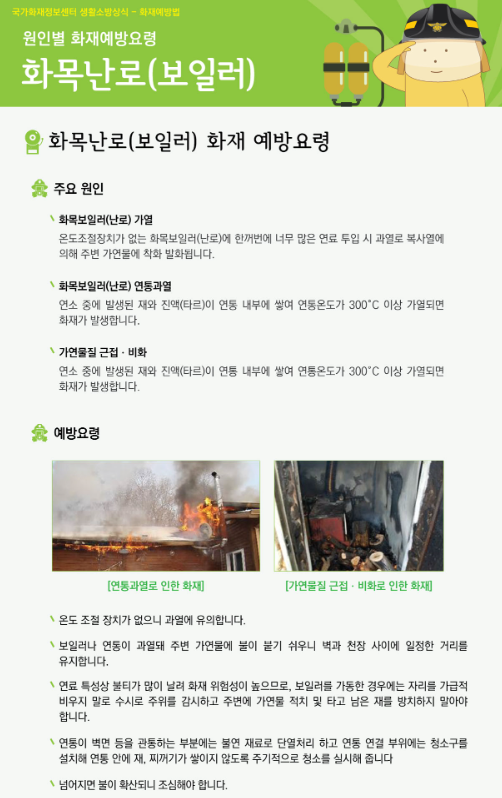 국가화재정보센터 생활소방상식 - 화재예방법
원인별 화재예방요령
화목난로(보일러)
화목난로(보일러) 화재 예방요령
주요 원인
화목보일러(난로) 가열
온도조절장치가 없는 화목보일러(난로)에 한꺼번에 너무 많은 연료 투입 시 과열로 복사열에
의해 주변 가연물에 착화 발화됩니다.
화목보일러(난로) 연통과열
연소 중에 발생된 재와 진액(타르)이 연통 내부에 쌓여 연통온도가 300˚C 이상 가열되면
화재가 발생합니다.
가연물질 근접 · 비화
연소 중에 발생된 재와 진액(타르)이 연통 내부에 쌓여 연통온도가 300˚C 이상 가열되면
화재가 발생합니다.
예방요령
[연통과열로 인한 화재]
[가연물질 근접 · 비화로 인한 화재]
온도 조절 장치가 없으니 과열에 유의합니다.
보일러나 연통이 과열돼 주변 가연물에 불이 붙기 쉬우니 벽과 천장 사이에 일정한 거리를
유지합니다.
연료 특성상 불티가 많이 날려 화재 위험성이 높으므로, 보일러를 가동한 경우에는 자리를 가급적
비우지 말로 수시로 주위를 감시하고 주변에 가연물 적치 및 타고 남은 재를 방치하지 말아야
합니다.
연통이 벽면 등을 관통하는 부분에는 불연 재료로 단열처리 하고 연통 연결 부위에는 청소구를
설치해 연통 안에 재, 찌꺼기가 쌓이지 않도록 주기적으로 청소를 실시해 줍니다
넘어지면 불이 확산되니 조심해야 합니다.